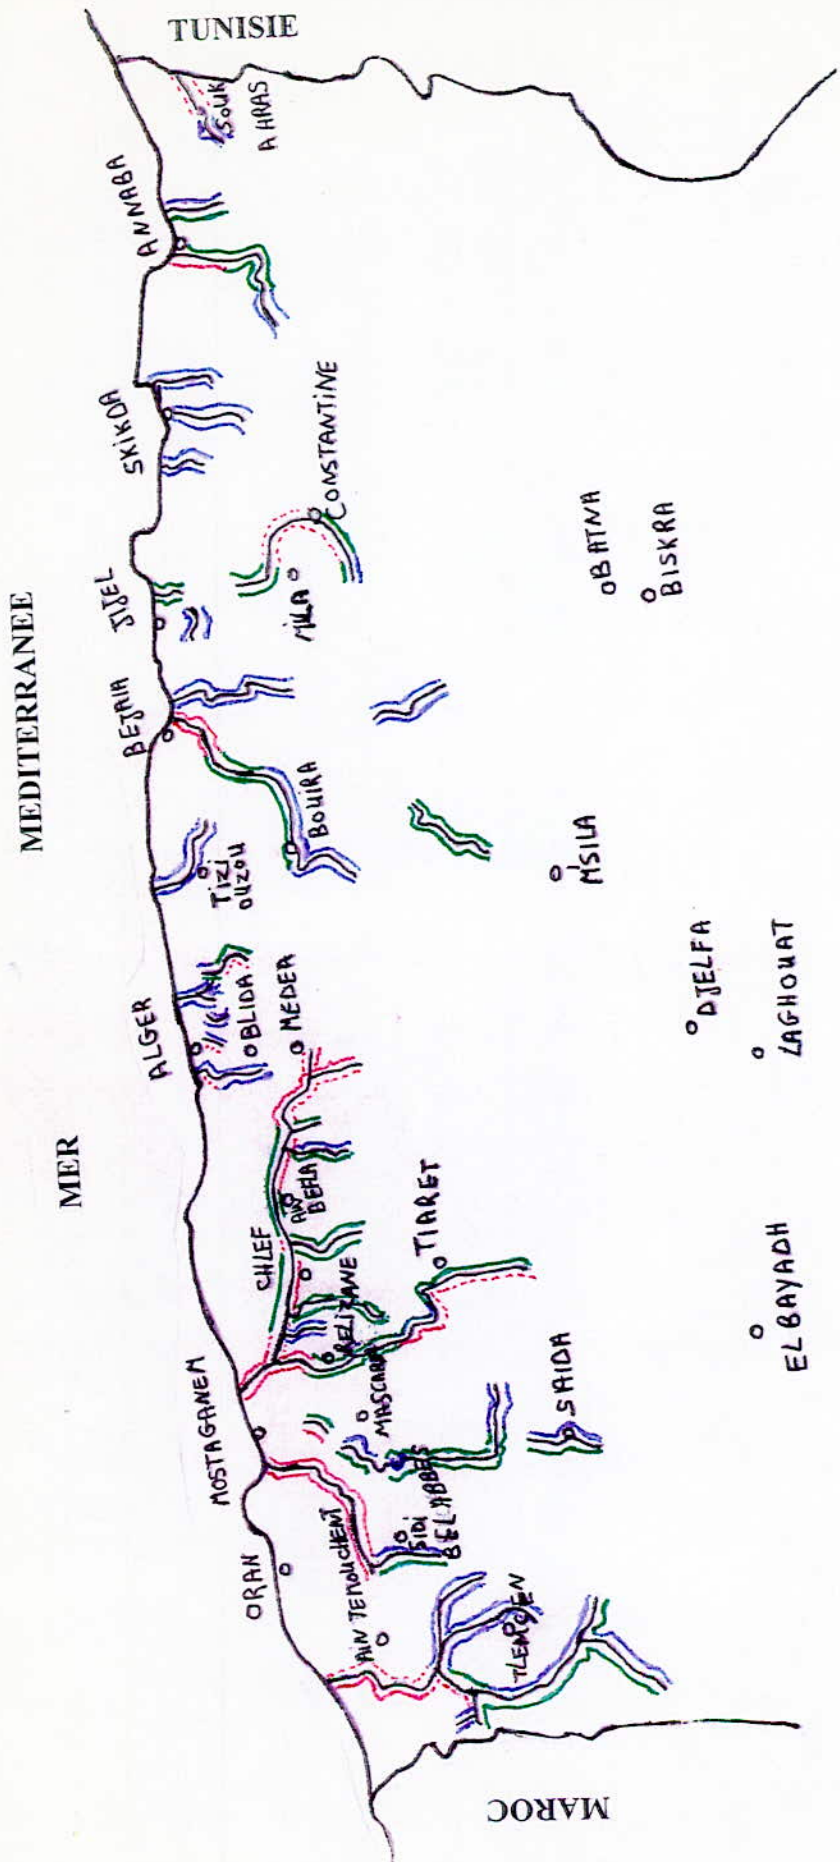 MER
MEDITERRANEE
TUNISIE
MAROC
ORAN
MOSTAGANEM
CHLEF
ALGER
BEJAIA
JIJEL
SKIKDA
ANNABA
SOUK
AHRAS
AIN TEMOUCHENT
TLEMCEN
SIDI
BEL ABBES
MASCARA
SAIDA
RELIZANE
TIARET
AIN
DEFLA
BLIDA
MEDEA
TIZI
OUZOU
BOUIRA
MILA
CONSTANTINE
BATNA
BISKRA
MSILA
DJELFA
LAGHOUAT
EL BAYADH